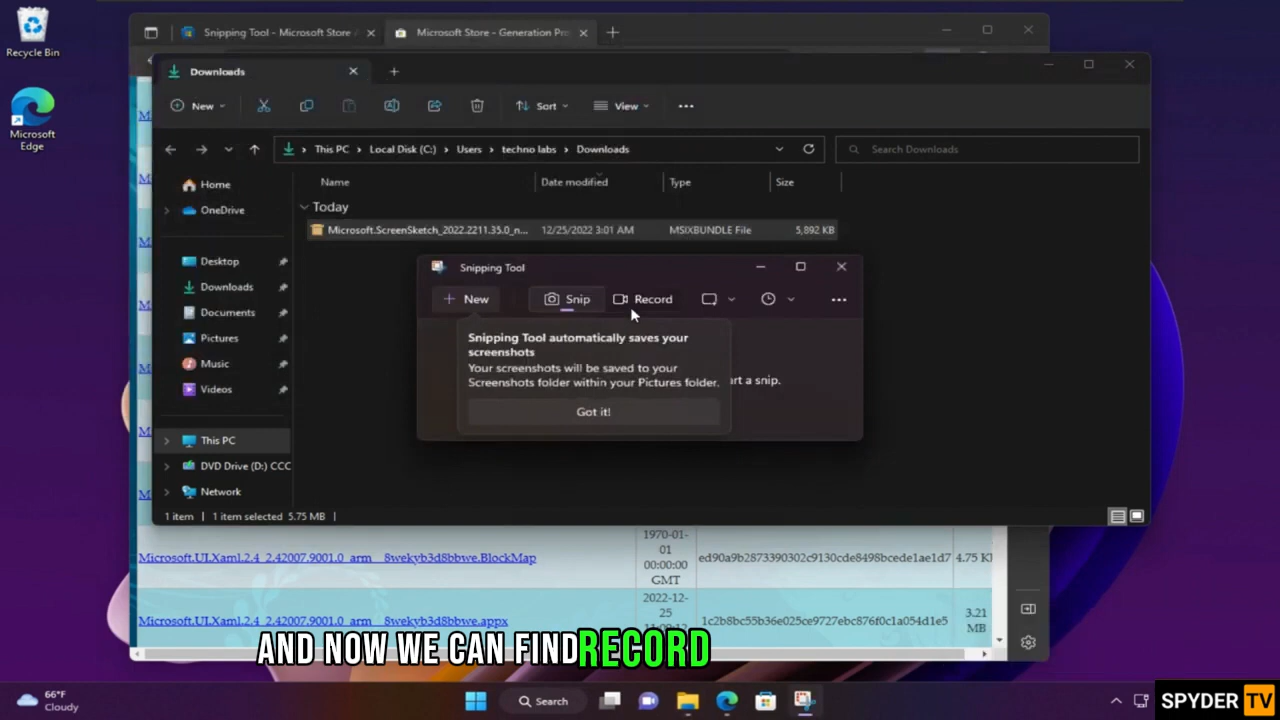 Recycle Bin
Microsoft Edge
Snipping Tool - Microsoft Store
Microsoft Store - Generation Pro
Downloads
New
Sort
View
This PC > Local Disk (C:) > Users > techno labs > Downloads
Search Downloads
Name Date modified Type Size
Home
OneDrive
Today
Microsoft.ScreenSketch_2022.2211.35.0_n... 12/25/2022 3:01 AM MSIXBUNDLE File 5,892 KB
Desktop
Downloads
Documents
Pictures
Music
Videos
This PC
DVD Drive (D:) CCC
Network
1 item | 1 item selected 5.75 MB |
Snipping Tool
New Snip Record
Snipping Tool automatically saves your
screenshots
Your screenshots will be saved to your
Screenshots folder within your Pictures folder.
art a snip.
Got it!
Microsoft.UI.Xaml.2.4_2.42007.9001.0_arm__8wekyb3d8bbwe.BlockMap
1970-01-
01
00:00:00
GMT
ed90a9b2873390302c9130cde8498bcede1ae1d7
4.75 K
Microsoft.UI.Xaml.2.4_2.42007.9001.0_arm__8wekyb3d8bbwe.appx
2022-12-
25
1c2b8bc55b36e025ce9727ebc876f0c1a054d1e5
3.21
MB
AND NOW WE CAN FIND RECORD
66°F
Cloudy
Search
SPYDER TV